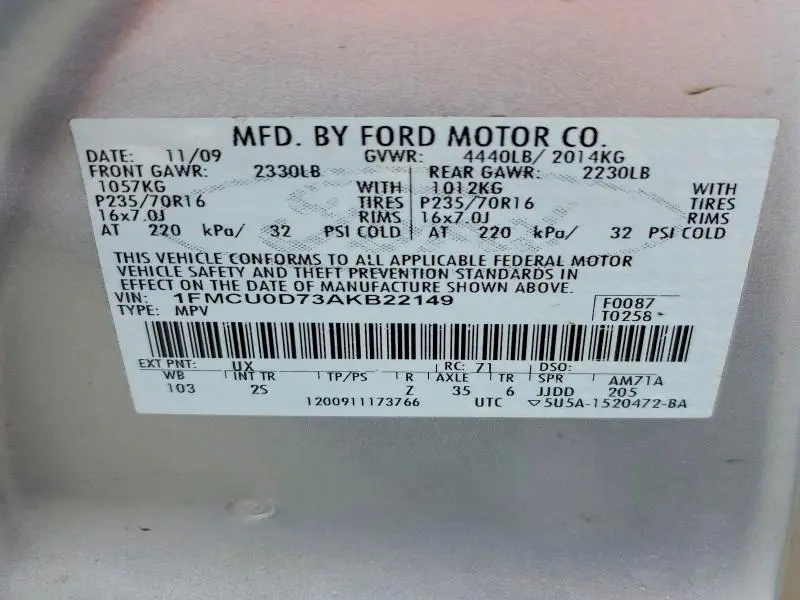 MFD. BY FORD MOTOR CO.
DATE: 11/09 GVWR: 4440LB/ 2014KG
FRONT GAWR: 2330LB REAR GAWR: 2230LB
1057KG WITH 1012KG WITH
P235/70R16 TIRES P235/70R16 TIRES
16x7.0J RIMS 16x7.0J RIMS
AT 220 kPa/ 32 PSI COLD AT 220 kPa/ 32 PSI COLD
THIS VEHICLE CONFORMS TO ALL APPLICABLE FEDERAL MOTOR
VEHICLE SAFETY AND THEFT PREVENTION STANDARDS IN
EFFECT ON THE DATE OF MANUFACTURE SHOWN ABOVE.
VIN: 1FMCU0D73AKB22149 F0087
TYPE: MPV T0258
EXT PNT: UX RC: 71 DSO:
WB INT TR TP/PS R AXLE TR SPR AM71A
103 2S Z 35 6 JJDD 205
1200911173766 UTC ▽5U5A-1520472-BA